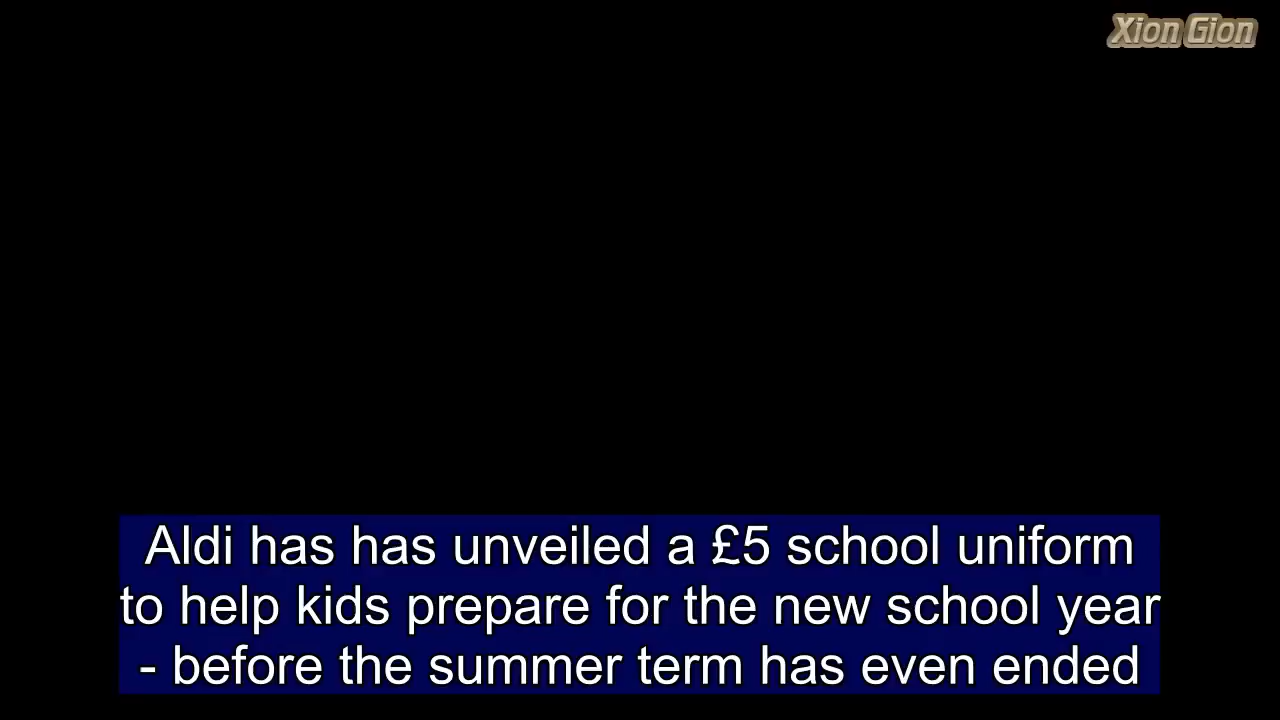 Xion Gion
Aldi has has unveiled a £5 school uniform
to help kids prepare for the new school year
- before the summer term has even ended